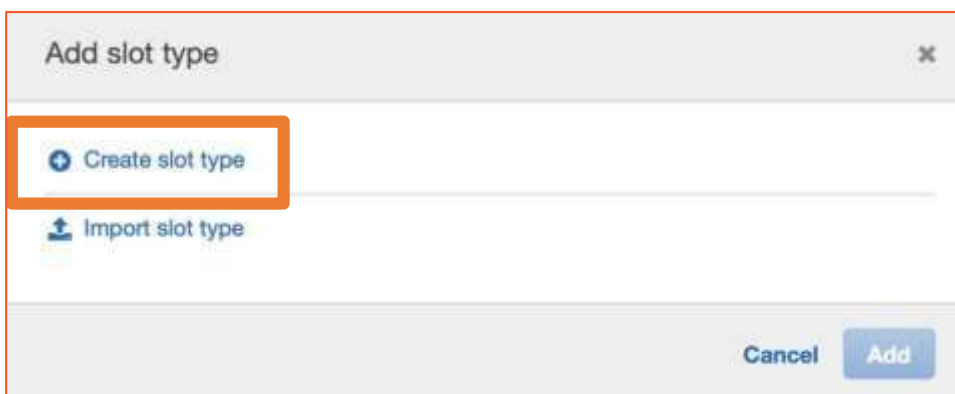 Add slot type
Create slot type
Import slot type
Cancel Add